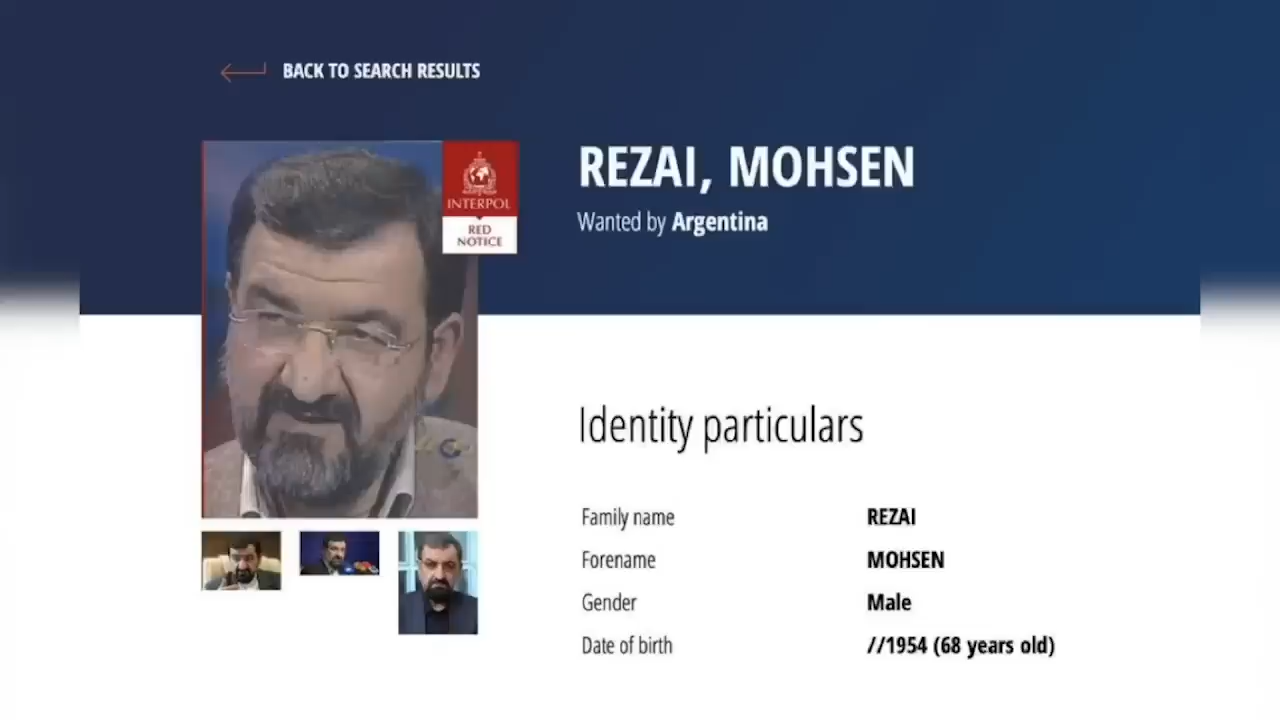 BACK TO SEARCH RESULTS
INTERPOL
RED
NOTICE
REZAI, MOHSEN
Wanted by Argentina
Identity particulars
Family name REZAI
Forename MOHSEN
Gender Male
Date of birth //1954 (68 years old)